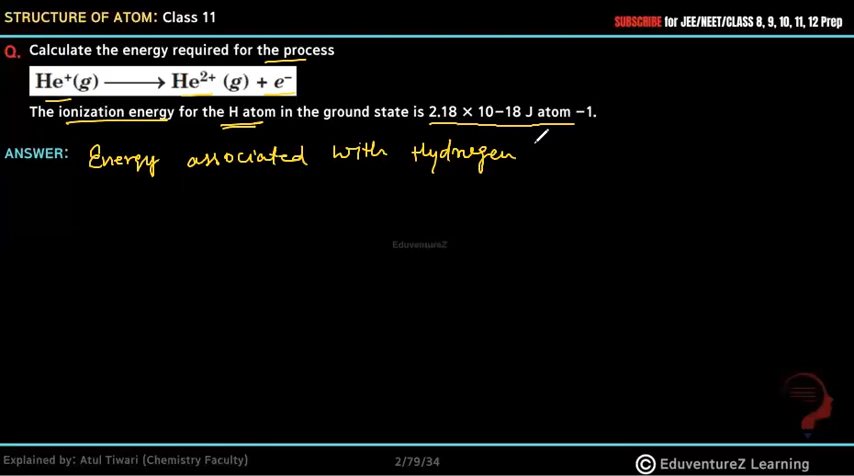 STRUCTURE OF ATOM: Class 11
SUBSCRIBE for JEE/NEET/CLASS 8, 9, 10, 11, 12 Prep
Q. Calculate the energy required for the process
He⁺(g) ⟶ He²⁺ (g) + e⁻
The ionization energy for the H atom in the ground state is 2.18 × 10−18 J atom −1.
ANSWER: Energy associated with Hydrogen
EduventureZ
Explained by: Atul Tiwari (Chemistry Faculty)
2/79/34
© EduventureZ Learning